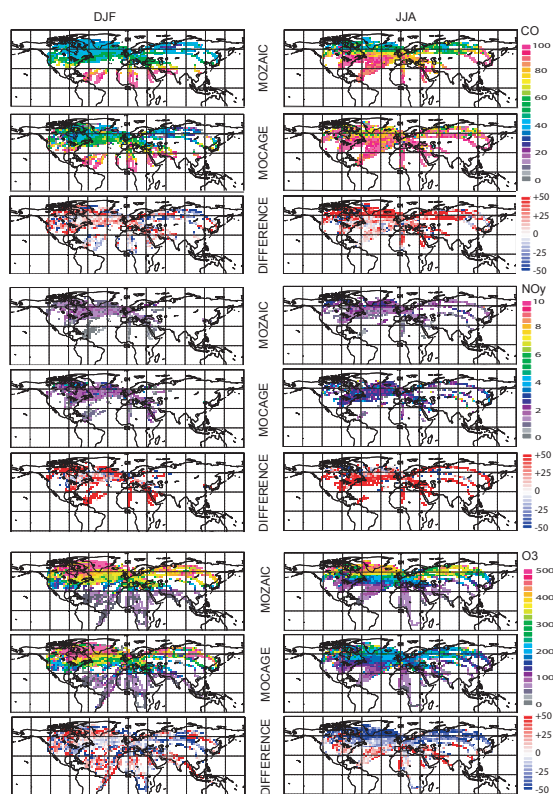 DJF
JJA
CO
MOZAIC
100
80
60
40
20
0
MOCAGE
DIFFERENCE
+50
+25
0
-25
-50
NOy
MOZAIC
10
8
6
4
2
0
MOCAGE
DIFFERENCE
+50
+25
0
-25
-50
O3
MOZAIC
500
400
300
200
100
0
MOCAGE
DIFFERENCE
+50
+25
0
-25
-50